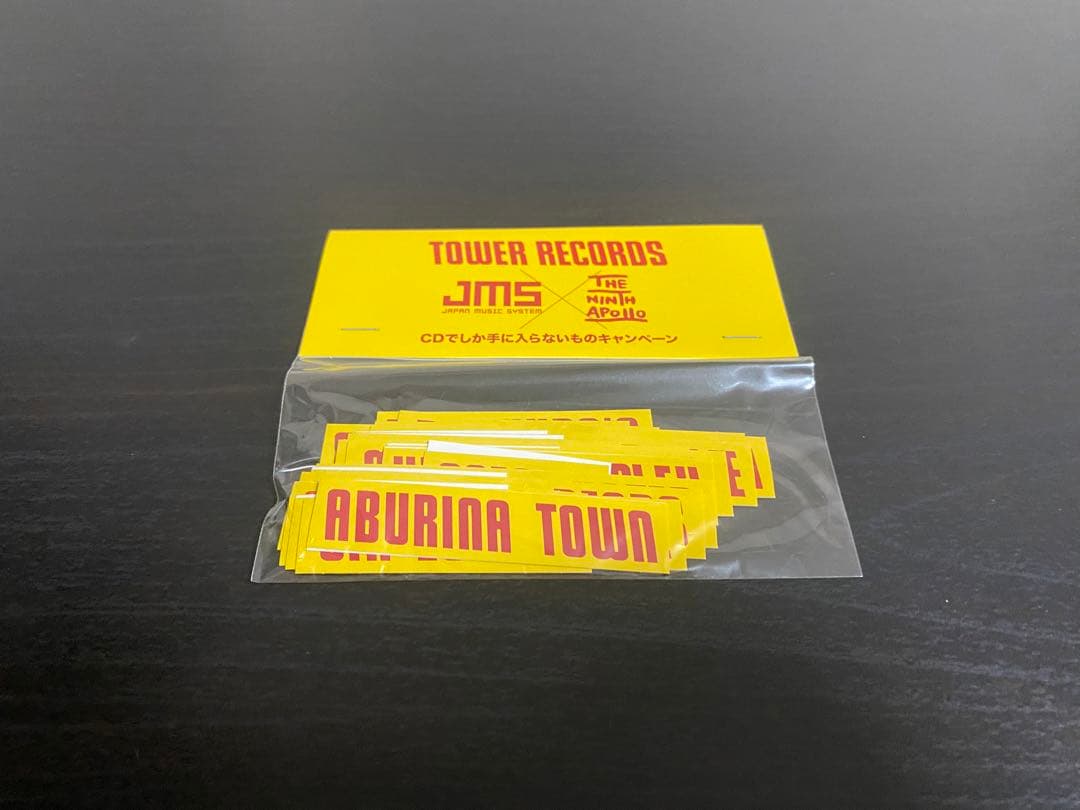 TOWER RECORDS
JMS
JAPAN MUSIC SYSTEM
THE
NINTH
APOLLO
CDでしか手に入らないものキャンペーン
ABURINA TOWN